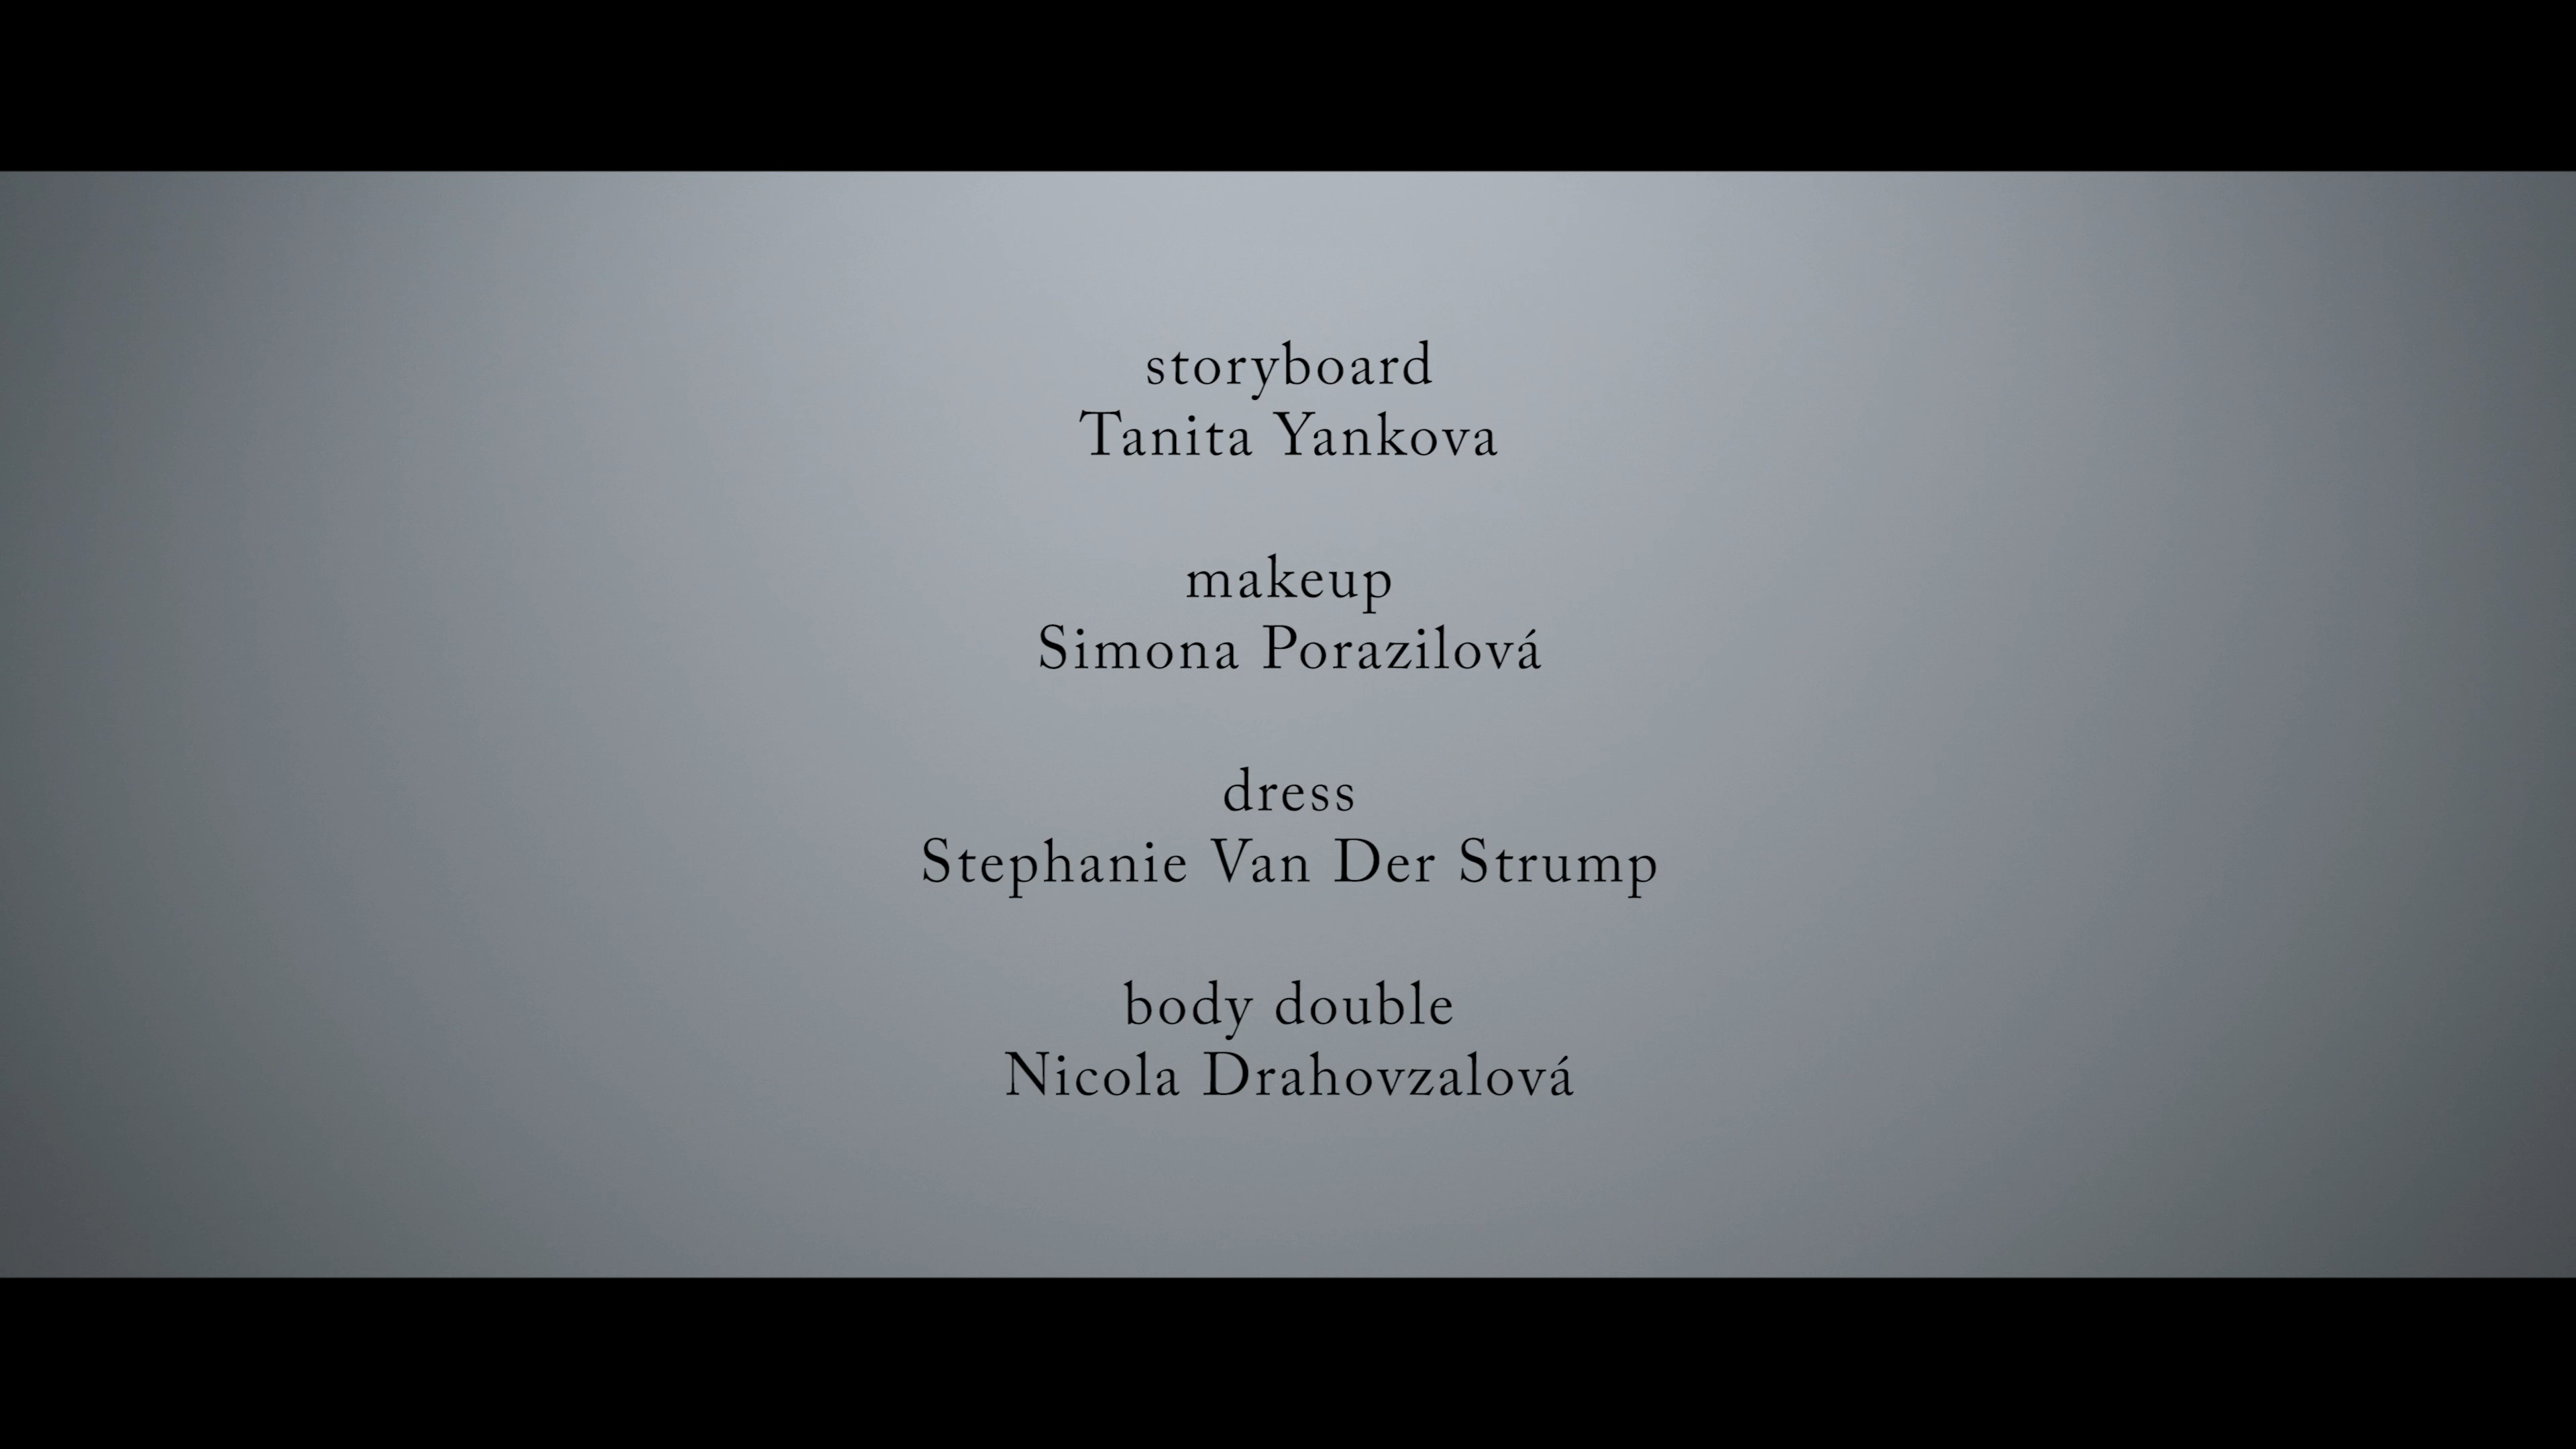 storyboard
Tanita Yankova
makeup
Simona Porazilová
dress
Stephanie Van Der Strump
body double
Nicola Drahovzalová